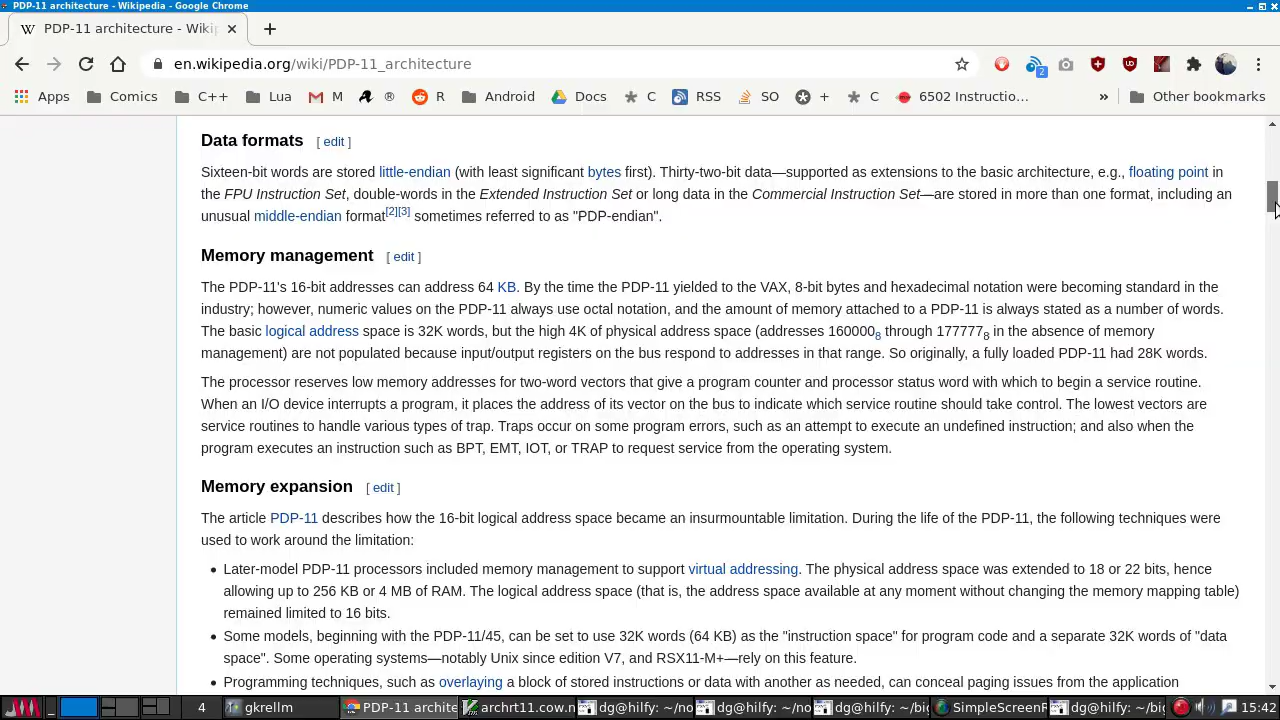 PDP-11 architecture - Wikipedia - Google Chrome
PDP-11 architecture - Wikip
en.wikipedia.org/wiki/PDP-11_architecture
2
Apps Comics C++ Lua M ® R Android Docs C RSS SO + C 6502 Instructio… » Other bookmarks
Data formats [ edit ]
Sixteen-bit words are stored little-endian (with least significant bytes first). Thirty-two-bit data—supported as extensions to the basic architecture, e.g., floating point in
the FPU Instruction Set, double-words in the Extended Instruction Set or long data in the Commercial Instruction Set—are stored in more than one format, including an
unusual middle-endian format[2][3] sometimes referred to as "PDP-endian".
Memory management [ edit ]
The PDP-11's 16-bit addresses can address 64 KB. By the time the PDP-11 yielded to the VAX, 8-bit bytes and hexadecimal notation were becoming standard in the
industry; however, numeric values on the PDP-11 always use octal notation, and the amount of memory attached to a PDP-11 is always stated as a number of words.
The basic logical address space is 32K words, but the high 4K of physical address space (addresses 160000₈ through 177777₈ in the absence of memory
management) are not populated because input/output registers on the bus respond to addresses in that range. So originally, a fully loaded PDP-11 had 28K words.
The processor reserves low memory addresses for two-word vectors that give a program counter and processor status word with which to begin a service routine.
When an I/O device interrupts a program, it places the address of its vector on the bus to indicate which service routine should take control. The lowest vectors are
service routines to handle various types of trap. Traps occur on some program errors, such as an attempt to execute an undefined instruction; and also when the
program executes an instruction such as BPT, EMT, IOT, or TRAP to request service from the operating system.
Memory expansion [ edit ]
The article PDP-11 describes how the 16-bit logical address space became an insurmountable limitation. During the life of the PDP-11, the following techniques were
used to work around the limitation:
• Later-model PDP-11 processors included memory management to support virtual addressing. The physical address space was extended to 18 or 22 bits, hence
allowing up to 256 KB or 4 MB of RAM. The logical address space (that is, the address space available at any moment without changing the memory mapping table)
remained limited to 16 bits.
• Some models, beginning with the PDP-11/45, can be set to use 32K words (64 KB) as the "instruction space" for program code and a separate 32K words of "data
space". Some operating systems—notably Unix since edition V7, and RSX11-M+—rely on this feature.
• Programming techniques, such as overlaying a block of stored instructions or data with another as needed, can conceal paging issues from the application
4 gkrellm PDP-11 archite archrt11.cow.n dg@hilfy: ~/no dg@hilfy: ~/no dg@hilfy: ~/big SimpleScreenR dg@hilfy: ~/big 15:42